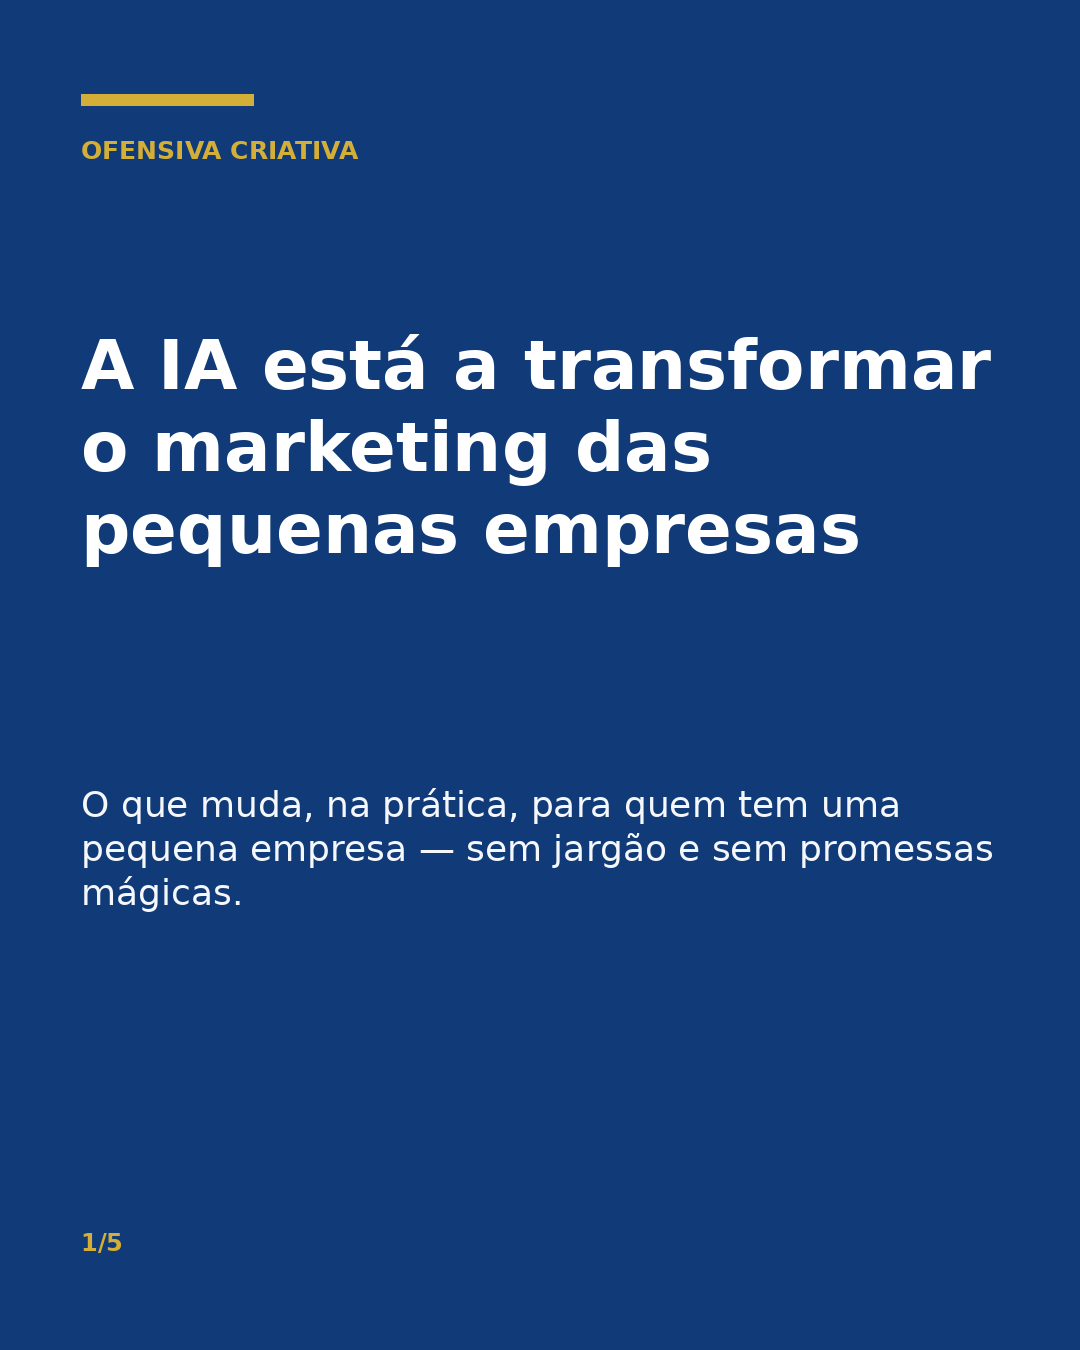 OFENSIVA CRIATIVA
A IA está a transformar
o marketing das
pequenas empresas
O que muda, na prática, para quem tem uma
pequena empresa — sem jargão e sem promessas
mágicas.
1/5